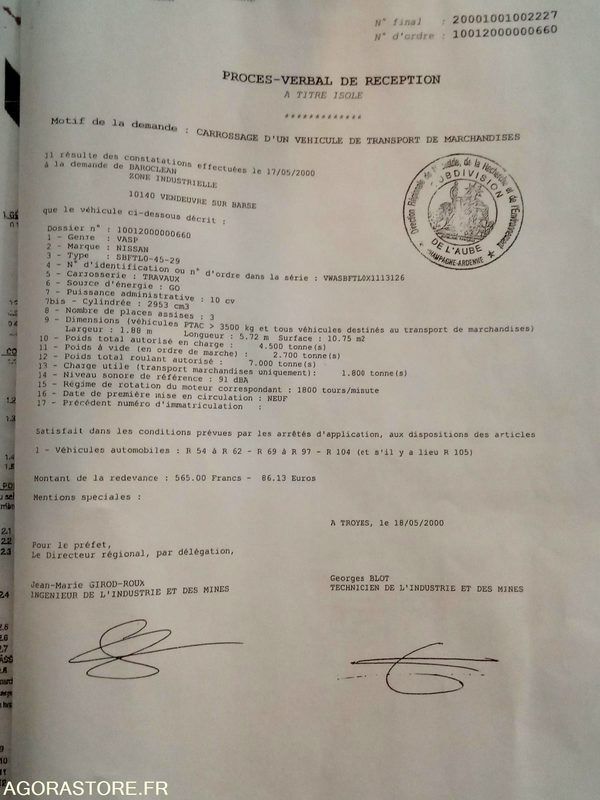 N° final : 20001001002227
N° d'ordre : 10012000000660
PROCES-VERBAL DE RECEPTION
A TITRE ISOLE
*************
Motif de la demande : CARROSSAGE D'UN VEHICULE DE TRANSPORT DE MARCHANDISES
Il résulte des constatations effectuées le 17/05/2000
à la demande de BAROCLEAN
ZONE INDUSTRIELLE
10140 VENDEUVRE SUR BARSE
que le véhicule ci-dessous décrit :
Direction Régionale de l'Industrie, de la Recherche et de l'Environnement
SUBDIVISION
DE L'AUBE
CHAMPAGNE-ARDENNE
Dossier n° : 10012000000660
1 - Genre : VASP
2 - Marque : NISSAN
3 - Type : SBFTL0-45-29
4 - N° d'identification ou n° d'ordre dans la série : VWASBFTL0X1113126
5 - Carrosserie : TRAVAUX
6 - Source d'énergie : GO
7 - Puissance administrative : 10 cv
7bis - Cylindrée : 2953 cm3
8 - Nombre de places assises : 3
9 - Dimensions (véhicules PTAC > 3500 kg et tous véhicules destinés au transport de marchandises)
Largeur : 1.88 m Longueur : 5.72 m Surface : 10.75 m2
10 - Poids total autorisé en charge : 4.500 tonne(s)
11 - Poids à vide (en ordre de marche) : 2.700 tonne(s)
12 - Poids total roulant autorisé : 7.000 tonne(s)
13 - Charge utile (transport marchandises uniquement): 1.800 tonne(s)
14 - Niveau sonore de référence : 91 dBA
15 - Régime de rotation du moteur correspondant : 1800 tours/minute
16 - Date de première mise en circulation : NEUF
17 - Précédent numéro d'immatriculation :
Satisfait dans les conditions prévues par les arrêtés d'application, aux dispositions des articles
1 - Véhicules automobiles : R 54 à R 62 - R 69 à R 97 - R 104 (et s'il y a lieu R 105)
Montant de la redevance : 565.00 Francs - 86.13 Euros
Mentions speciales :
A TROYES, le 18/05/2000
Pour le préfet,
Le Directeur régional, par délégation,
Jean-Marie GIROD-ROUX
INGENIEUR DE L'INDUSTRIE ET DES MINES
Georges BLOT
TECHNICIEN DE L'INDUSTRIE ET DES MINES
AGORASTORE.FR